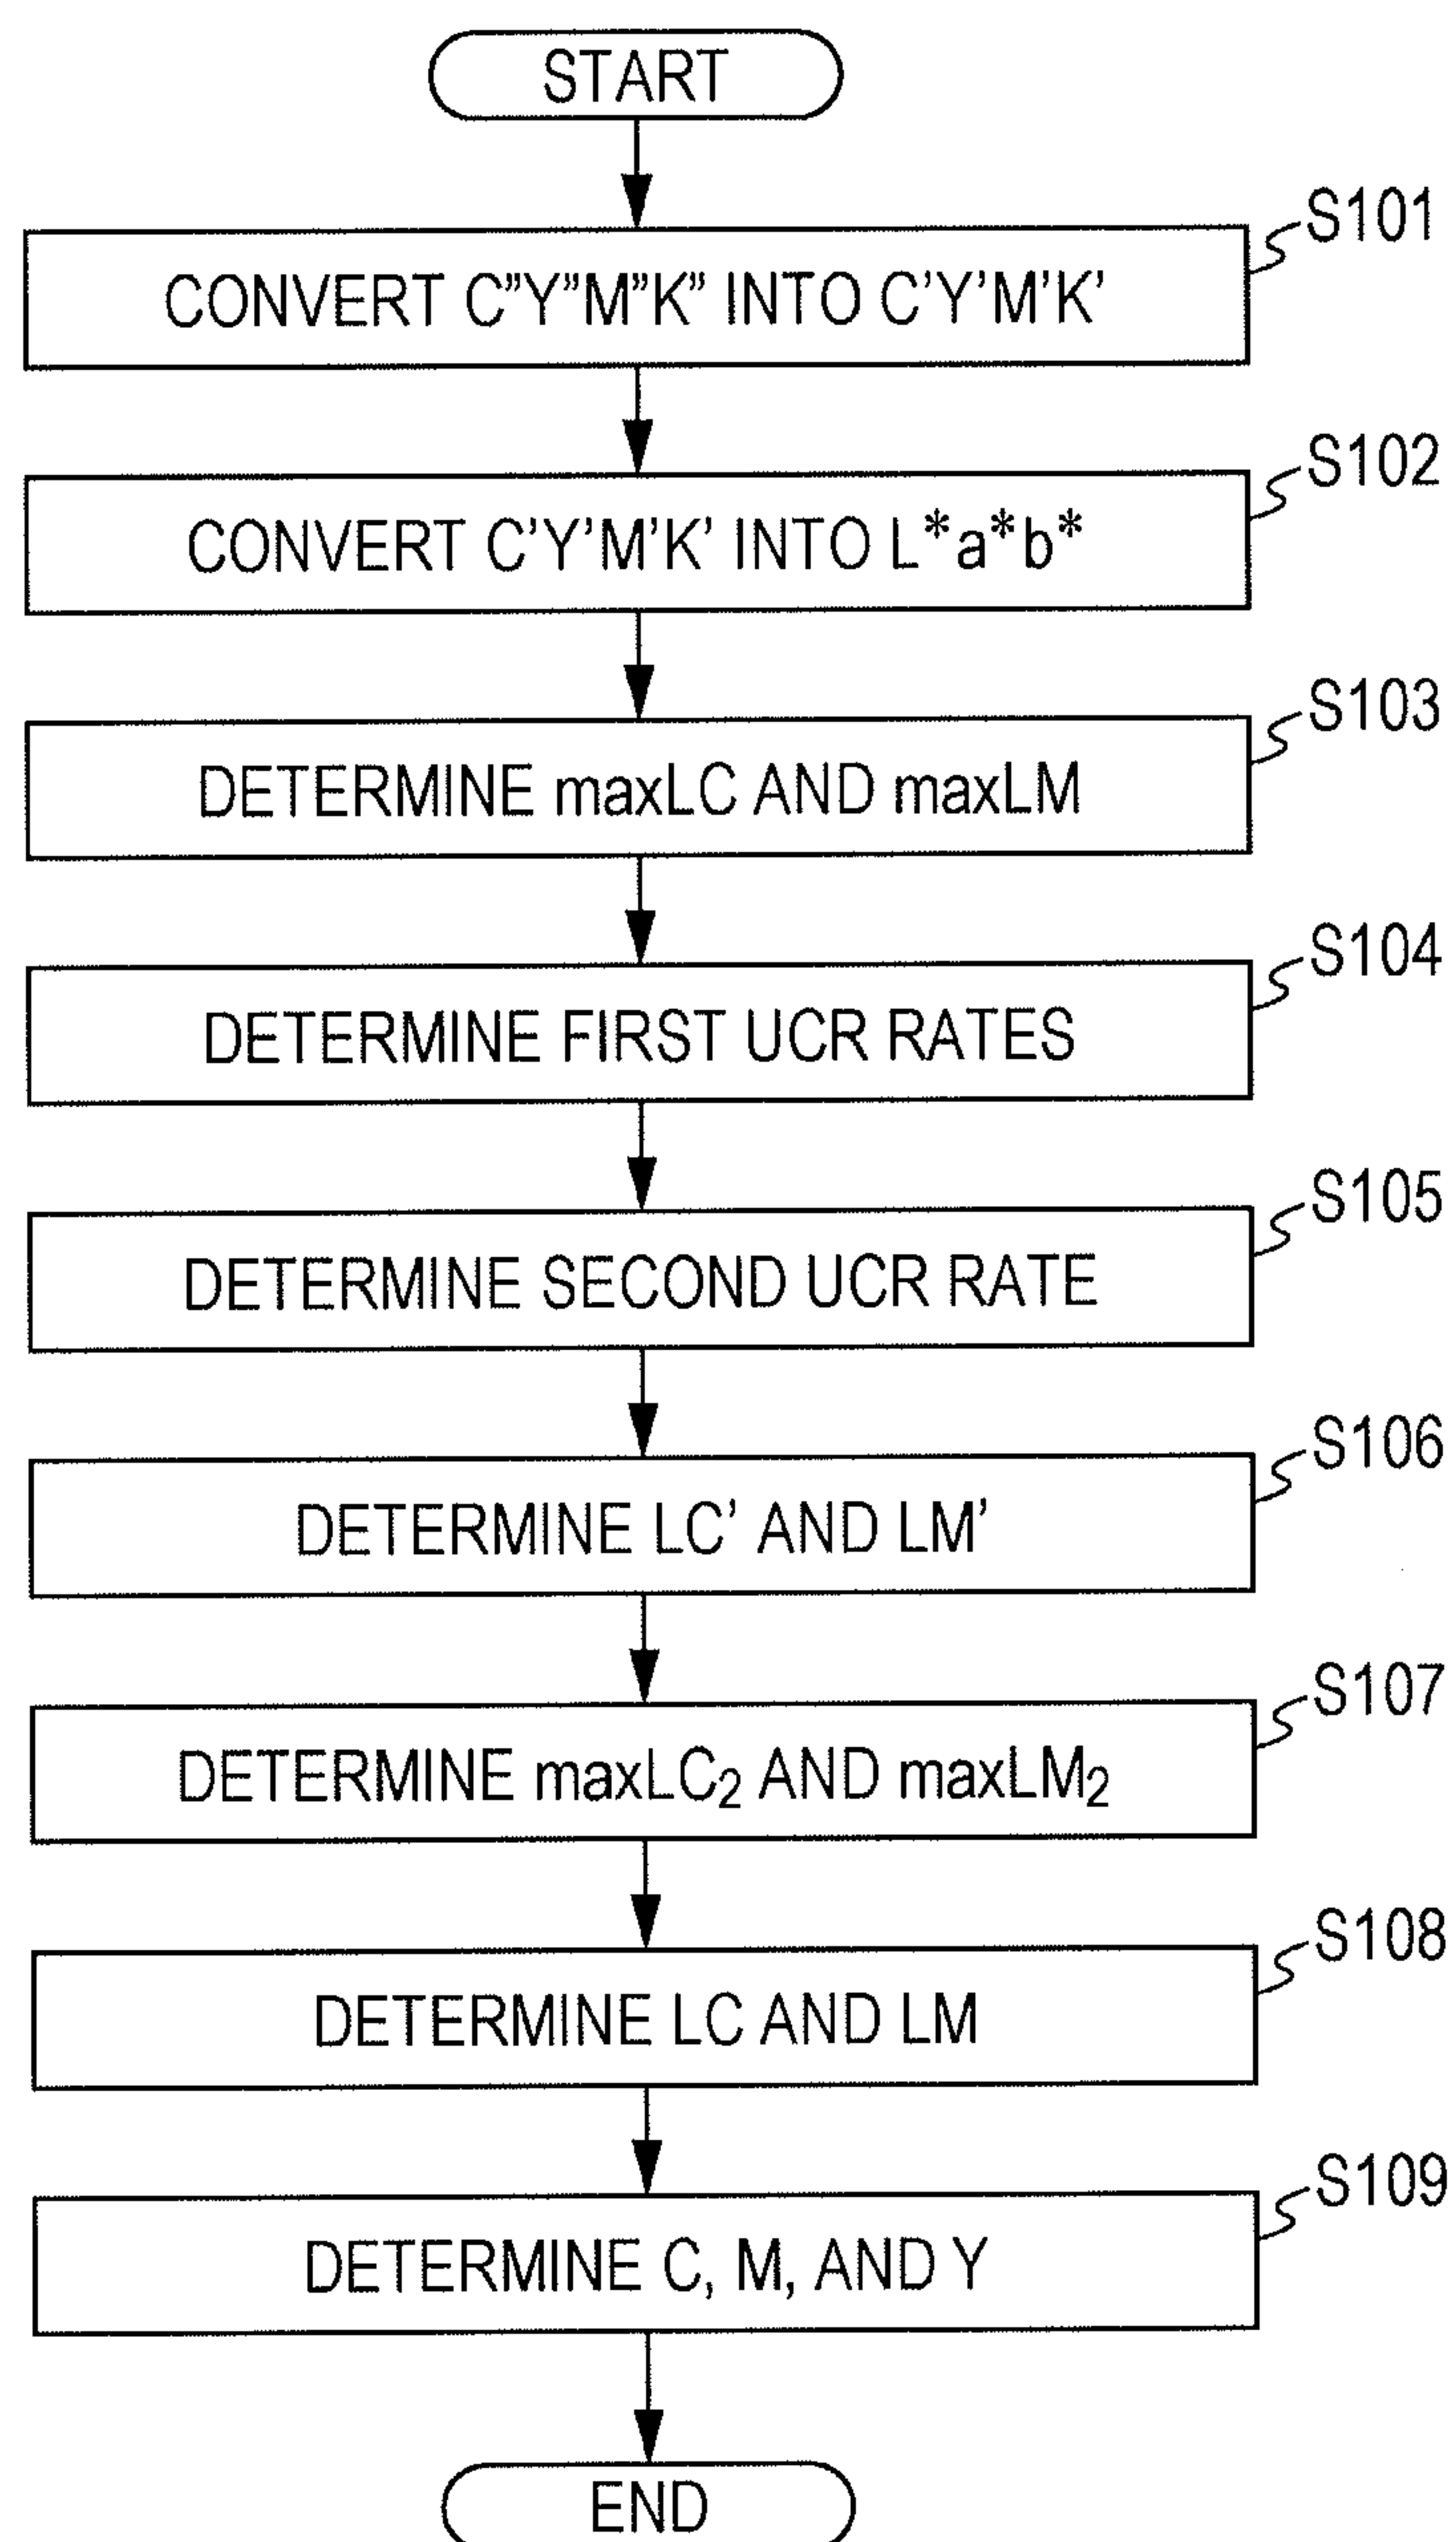 START
S101
CONVERT C”Y”M”K” INTO C’Y’M’K’
S102
CONVERT C’Y’M’K’ INTO L*a*b*
S103
DETERMINE maxLC AND maxLM
S104
DETERMINE FIRST UCR RATES
S105
DETERMINE SECOND UCR RATE
S106
DETERMINE LC’ AND LM’
S107
DETERMINE maxLC₂ AND maxLM₂
S108
DETERMINE LC AND LM
S109
DETERMINE C, M, AND Y
END